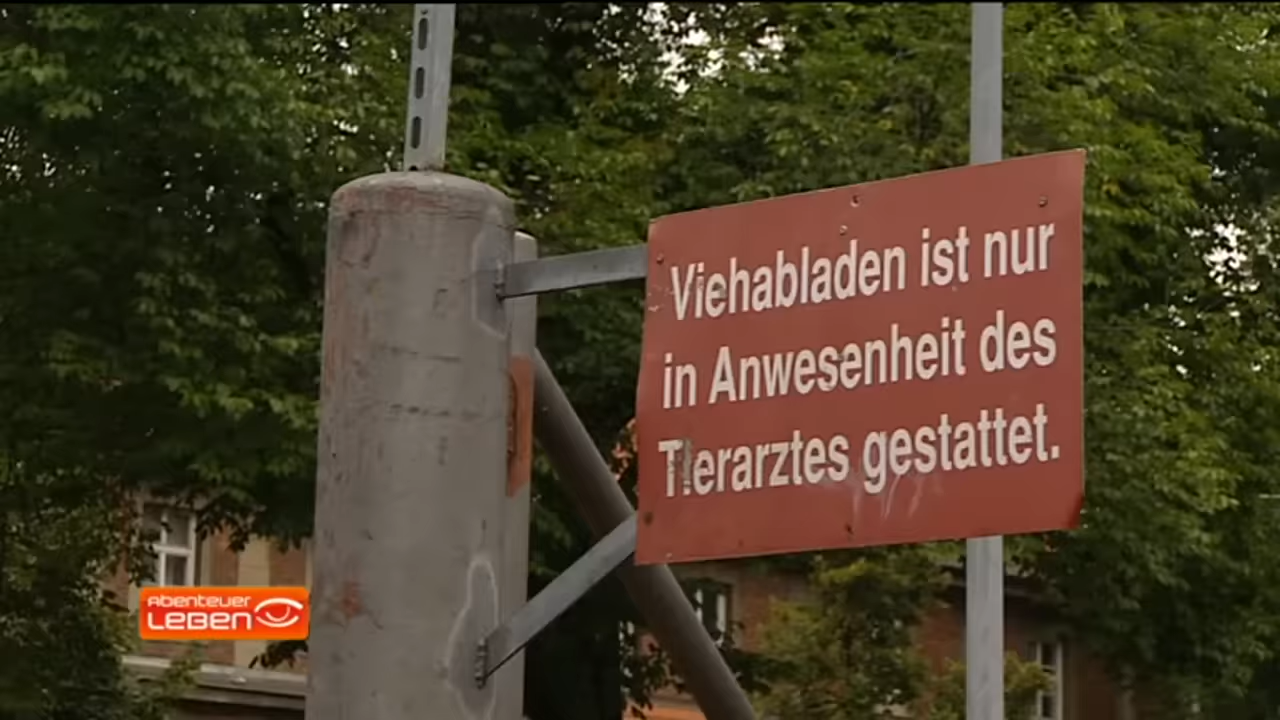 Viehabladen ist nur
in Anwesenheit des
Tierarztes gestattet.
Abenteuer
LEBEN